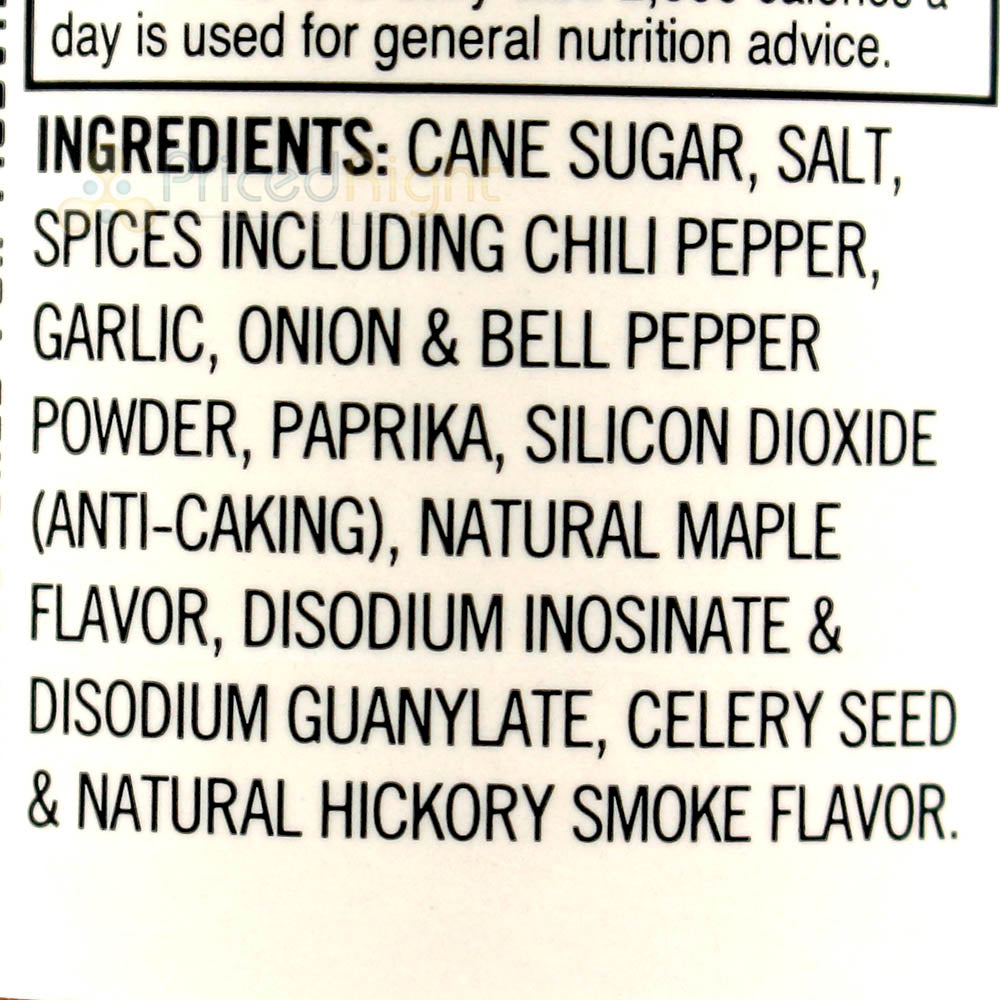 day is used for general nutrition advice.
INGREDIENTS: CANE SUGAR, SALT,
SPICES INCLUDING CHILI PEPPER,
GARLIC, ONION & BELL PEPPER
POWDER, PAPRIKA, SILICON DIOXIDE
(ANTI-CAKING), NATURAL MAPLE
FLAVOR, DISODIUM INOSINATE &
DISODIUM GUANYLATE, CELERY SEED
& NATURAL HICKORY SMOKE FLAVOR.
PricedRight